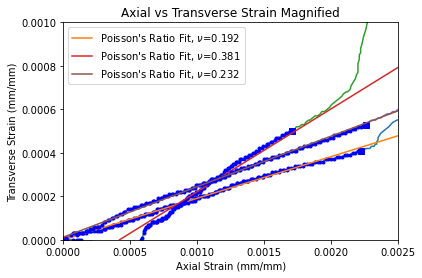 Axial vs Transverse Strain Magnified
0.0010
0.0008
0.0006
0.0004
0.0002
0.0000
Transverse Strain (mm/mm)
Poisson's Ratio Fit, ν=0.192
Poisson's Ratio Fit, ν=0.381
Poisson's Ratio Fit, ν=0.232
0.0000 0.0005 0.0010 0.0015 0.0020 0.0025
Axial Strain (mm/mm)